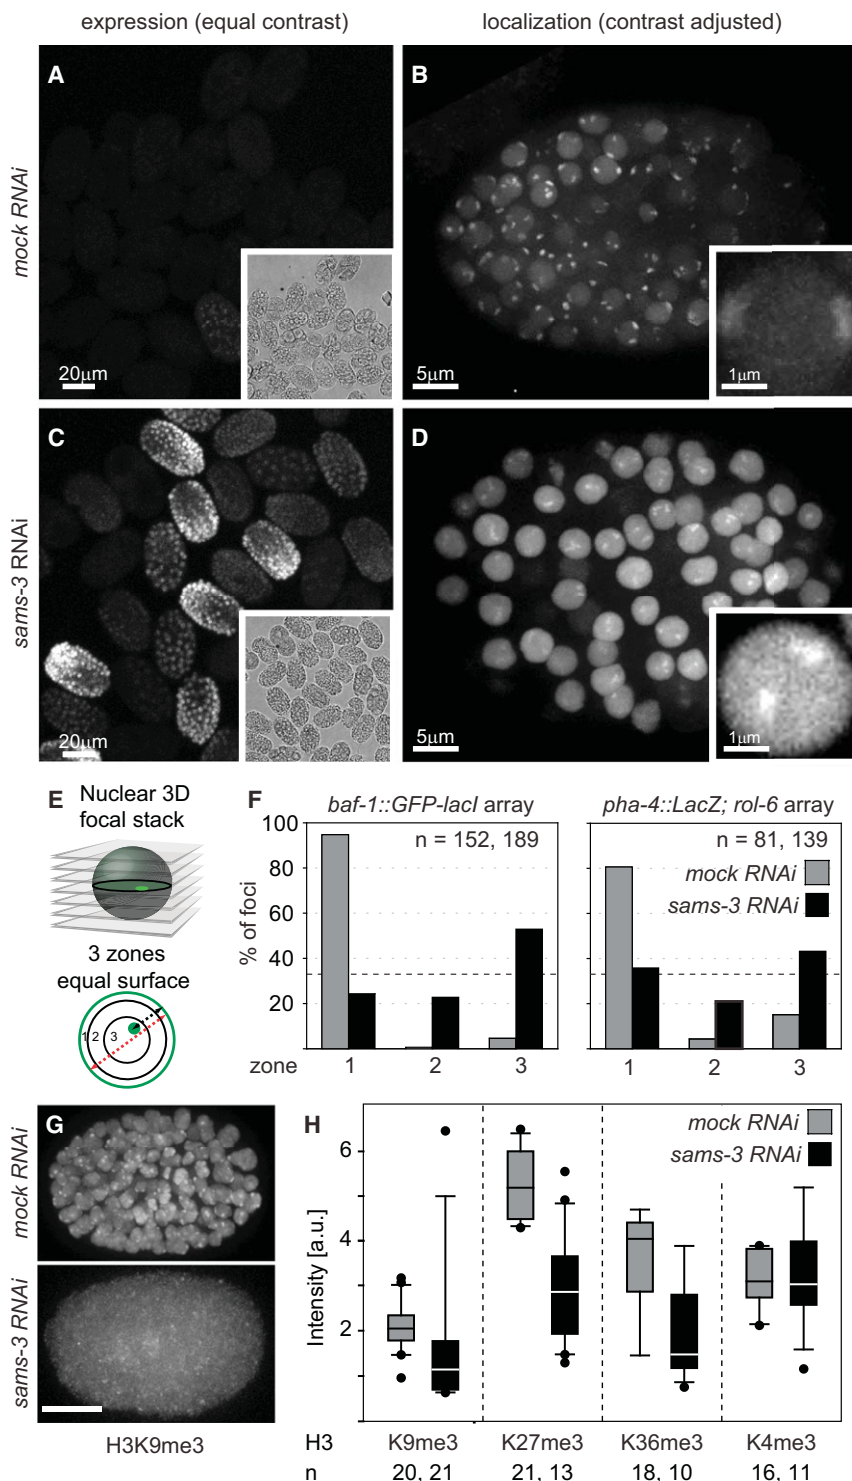 expression (equal contrast)
localization (contrast adjusted)
mock RNAi
A
20µm
B
5µm
1µm
sams-3 RNAi
C
20µm
D
5µm
1µm
E
Nuclear 3D
focal stack
3 zones
equal surface
1 2 3
F
baf-1::GFP-lacI array
pha-4::LacZ; rol-6 array
n = 152, 189
n = 81, 139
mock RNAi
sams-3 RNAi
% of foci
100
80
60
40
20
zone
1 2 3
1 2 3
G
mock RNAi
sams-3 RNAi
H3K9me3
H
mock RNAi
sams-3 RNAi
Intensity [a.u.]
6
4
2
H3 K9me3 K27me3 K36me3 K4me3
n 20, 21 21, 13 18, 10 16, 11